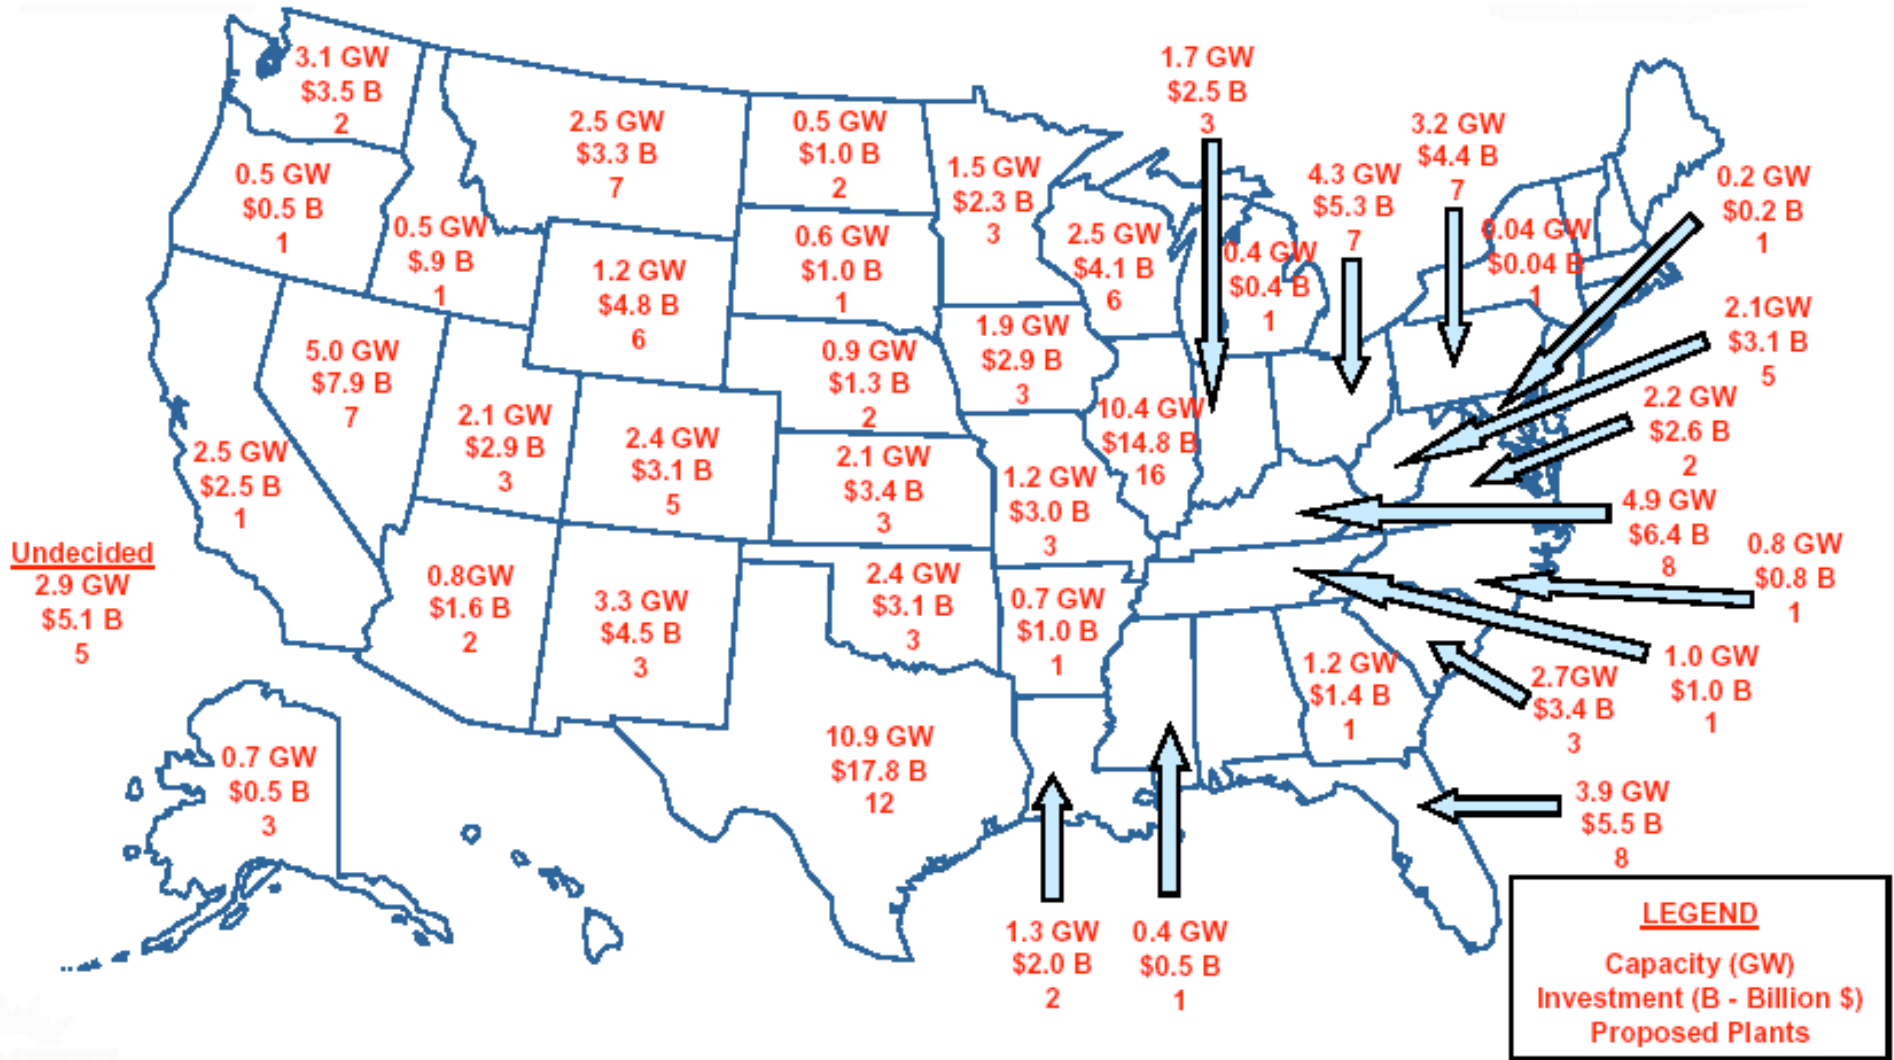 3.1 GW
$3.5 B
2
2.5 GW
$3.3 B
7
0.5 GW
$1.0 B
2
1.5 GW
$2.3 B
3
1.7 GW
$2.5 B
3
4.3 GW
$5.3 B
7
3.2 GW
$4.4 B
7
0.04 GW
$0.04 B
1
0.2 GW
$0.2 B
1
0.5 GW
$0.5 B
1
0.5 GW
$.9 B
1
1.2 GW
$4.8 B
6
0.6 GW
$1.0 B
1
2.5 GW
$4.1 B
6
0.4 GW
$0.4 B
1
2.1GW
$3.1 B
5
5.0 GW
$7.9 B
7
0.9 GW
$1.3 B
2
1.9 GW
$2.9 B
3
10.4 GW
$14.8 B
16
2.2 GW
$2.6 B
2
2.5 GW
$2.5 B
1
2.1 GW
$2.9 B
3
2.4 GW
$3.1 B
5
2.1 GW
$3.4 B
3
1.2 GW
$3.0 B
3
4.9 GW
$6.4 B
8
0.8 GW
$0.8 B
1
Undecided
2.9 GW
$5.1 B
5
0.8GW
$1.6 B
2
3.3 GW
$4.5 B
3
2.4 GW
$3.1 B
3
0.7 GW
$1.0 B
1
1.2 GW
$1.4 B
1
2.7GW
$3.4 B
3
1.0 GW
$1.0 B
1
0.7 GW
$0.5 B
3
10.9 GW
$17.8 B
12
3.9 GW
$5.5 B
8
1.3 GW
$2.0 B
2
0.4 GW
$0.5 B
1
LEGEND
Capacity (GW)
Investment (B - Billion $)
Proposed Plants